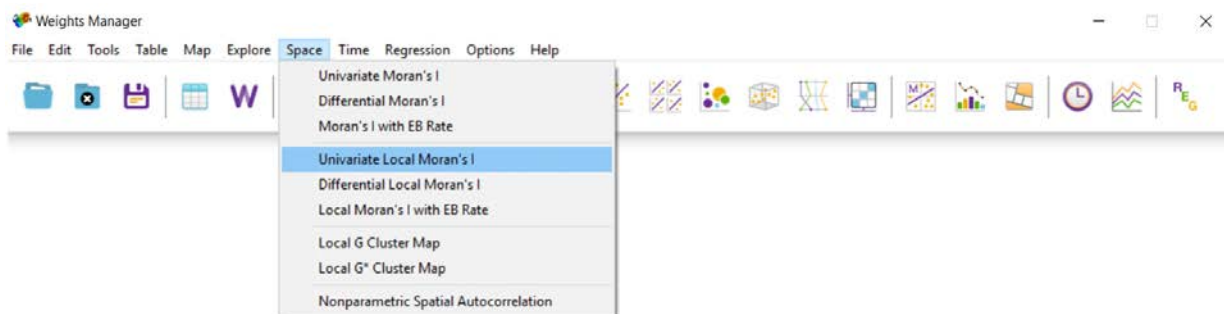 Weights Manager
File Edit Tools Table Map Explore Space Time Regression Options Help
W
M
REG
Univariate Moran's I
Differential Moran's I
Moran's I with EB Rate
Univariate Local Moran's I
Differential Local Moran's I
Local Moran's I with EB Rate
Local G Cluster Map
Local G* Cluster Map
Nonparametric Spatial Autocorrelation